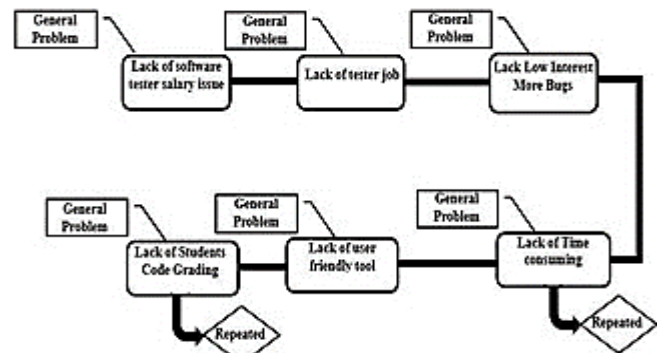 General
Problem
General
Problem
General
Problem
Lack of software
tester salary issue
Lack of tester job
Lack Low Interest
More Bugs
General
Problem
General
Problem
General
Problem
Lack of Students
Code Grading
Lack of user
friendly tool
Lack of Time
consuming
Repeated
Repeated